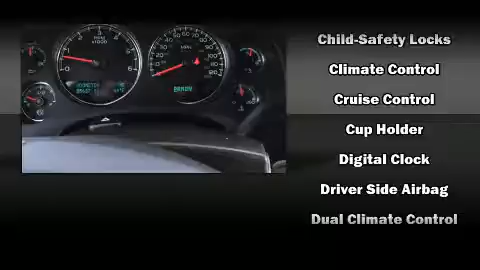 Child-Safety Locks
Climate Control
Cruise Control
Cup Holder
Digital Clock
Driver Side Airbag
Dual Climate Control